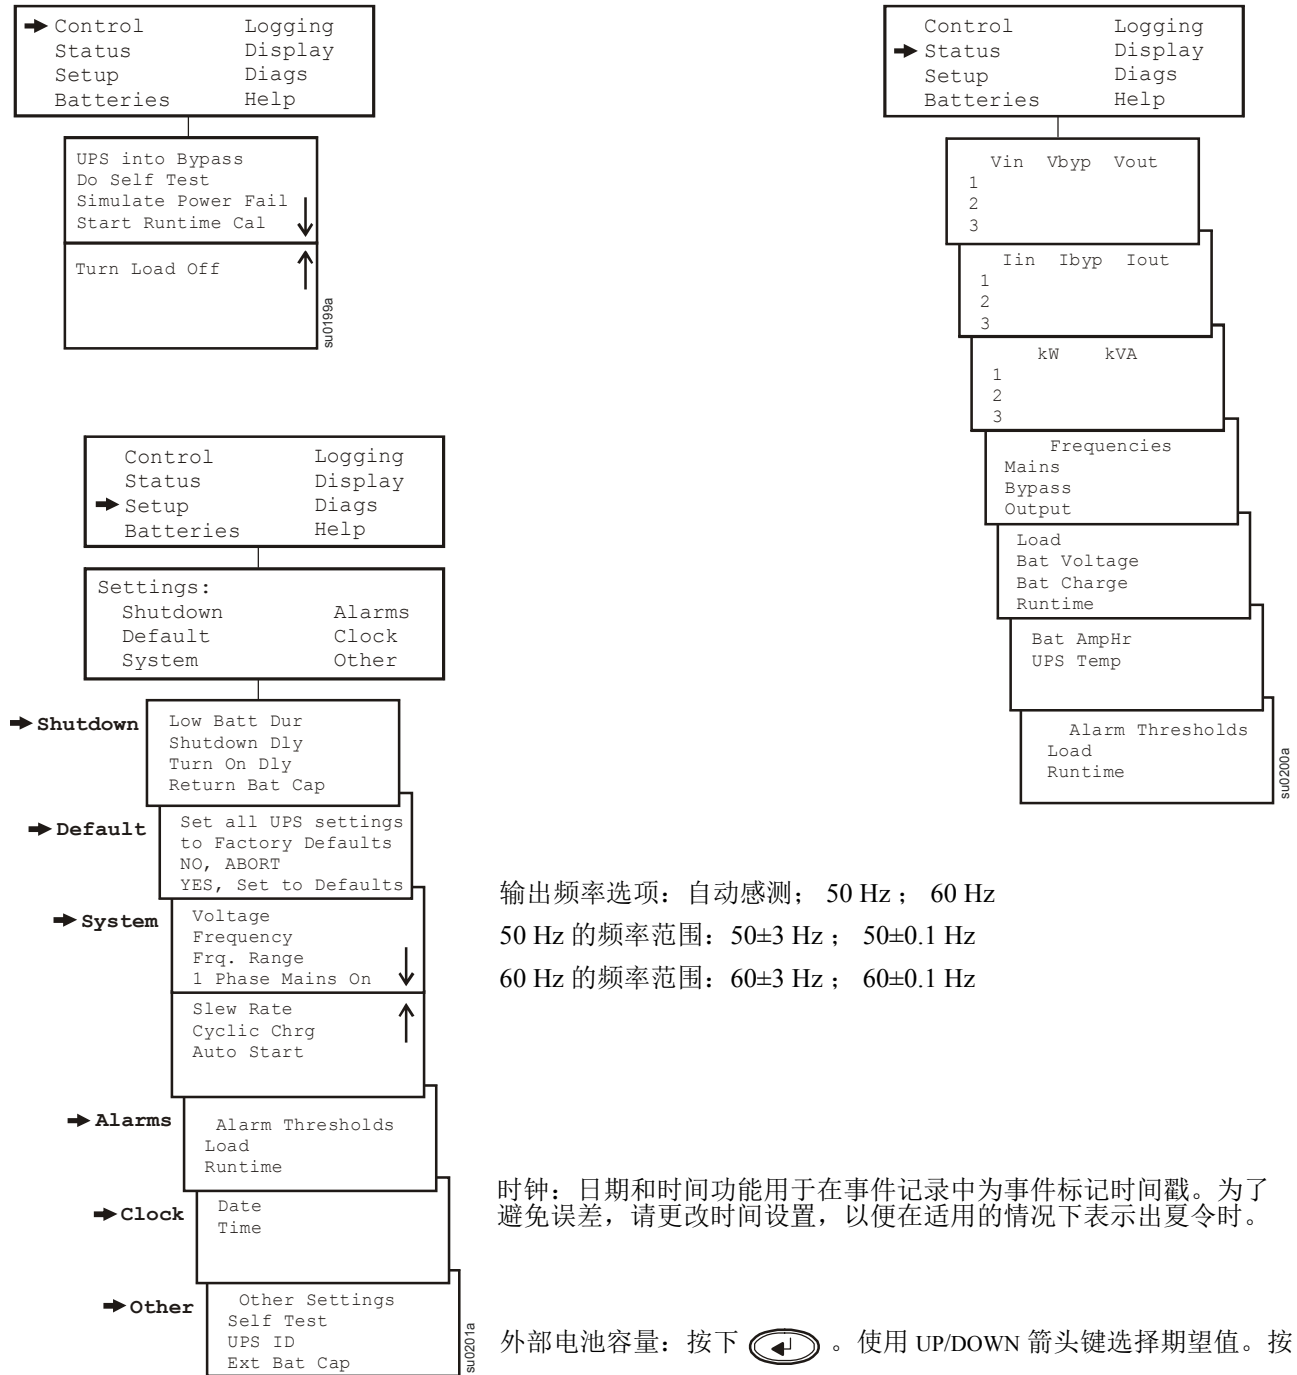 Control Logging
Status Display
Setup Diags
Batteries Help
UPS into Bypass
Do Self Test
Simulate Power Fail
Start Runtime Cal
Turn Load Off
su0199a
Control Logging
Status Display
Setup Diags
Batteries Help
Vin Vbyp Vout
1
2
3
Iin Ibyp Iout
1
2
3
kW kVA
1
2
3
Frequencies
Mains
Bypass
Output
Load
Bat Voltage
Bat Charge
Runtime
Bat AmpHr
UPS Temp
Alarm Thresholds
Load
Runtime
su0200a
Control Logging
Status Display
Setup Diags
Batteries Help
Settings:
Shutdown Alarms
Default Clock
System Other
Shutdown
Low Batt Dur
Shutdown Dly
Turn On Dly
Return Bat Cap
Default
Set all UPS settings
to Factory Defaults
NO, ABORT
YES, Set to Defaults
System
Voltage
Frequency
Frq. Range
1 Phase Mains On
Slew Rate
Cyclic Chrg
Auto Start
输出频率选项：自动感测； 50 Hz ； 60 Hz
50 Hz 的频率范围：50±3 Hz ； 50±0.1 Hz
60 Hz 的频率范围：60±3 Hz ； 60±0.1 Hz
Alarms
Alarm Thresholds
Load
Runtime
Clock
Date
Time
时钟：日期和时间功能用于在事件记录中为事件标记时间戳。为了
避免误差，请更改时间设置，以便在适用的情况下表示出夏令时。
Other
Other Settings
Self Test
UPS ID
Ext Bat Cap
su0201a
外部电池容量：按下 。使用 UP/DOWN 箭头键选择期望值。按